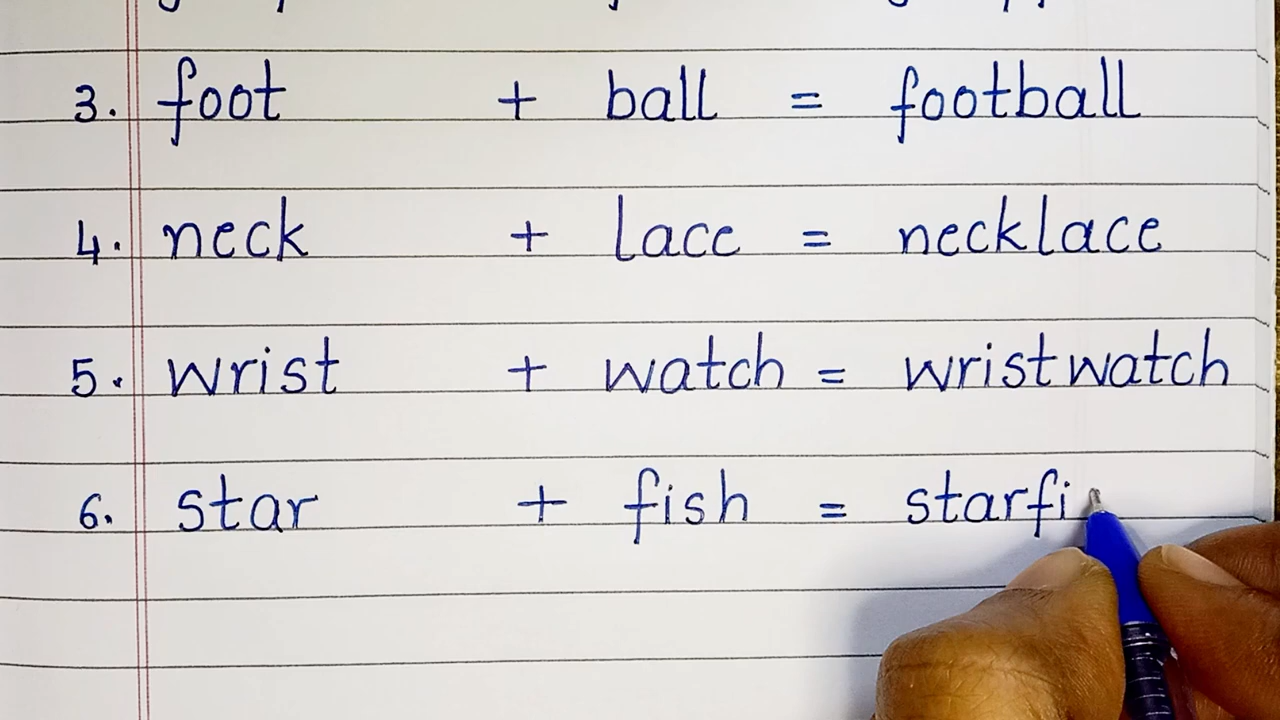 3. foot + ball = football
4. neck + lace = necklace
5. wrist + watch = wristwatch
6. star + fish = starfi